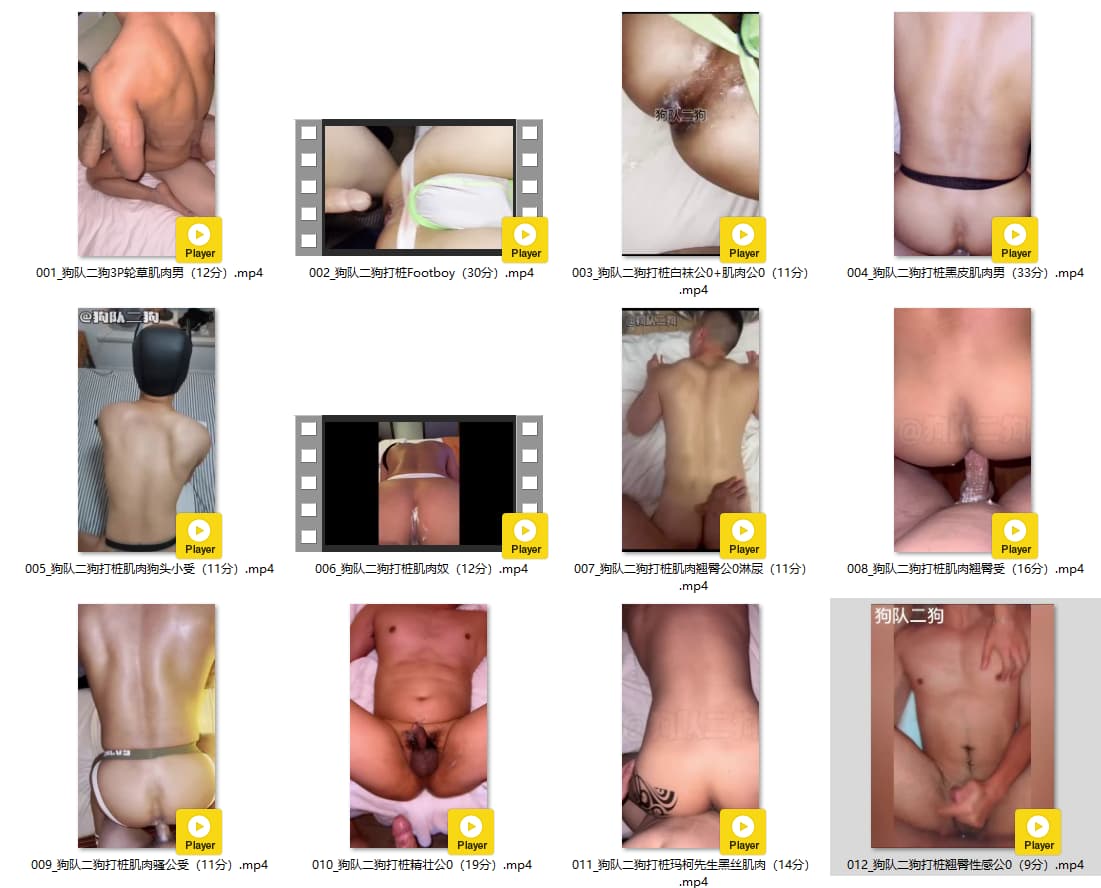 Player
Player
Player
Player
001_狗队二狗3P轮草肌肉男（12分）.mp4
002_狗队二狗打桩Footboy（30分）.mp4
狗队二狗
003_狗队二狗打桩白袜公0+肌肉公0（11分）
.mp4
004_狗队二狗打桩黑皮肌肉男（33分）.mp4
@狗队二狗
@狗队二狗
Player
Player
Player
Player
005_狗队二狗打桩肌肉狗头小受（11分）.mp4
006_狗队二狗打桩肌肉奴（12分）.mp4
007_狗队二狗打桩肌肉翘臀公0淋尿（11分）
.mp4
008_狗队二狗打桩肌肉翘臀受（16分）.mp4
狗队二狗
Player
Player
Player
Player
009_狗队二狗打桩肌肉骚公受（11分）.mp4
010_狗队二狗打桩精壮公0（19分）.mp4
011_狗队二狗打桩玛柯先生黑丝肌肉（14分）
.mp4
012_狗队二狗打桩翘臀性感公0（9分）.mp4